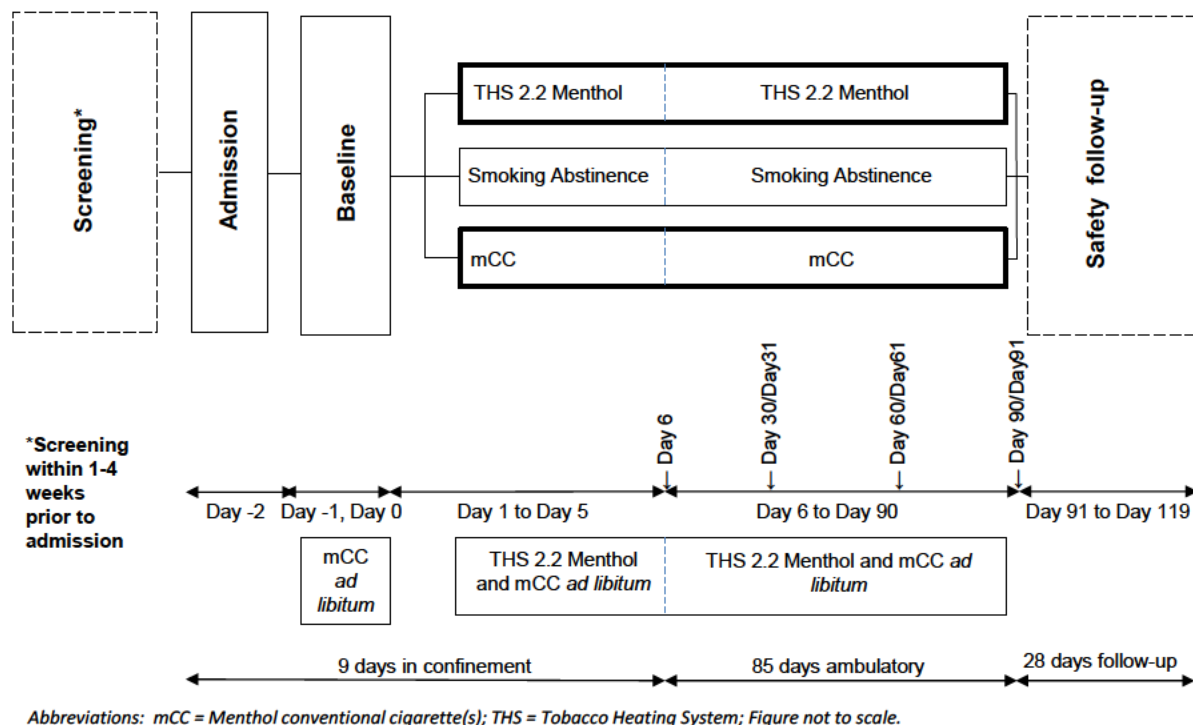 Screening*
Admission
Baseline
THS 2.2 Menthol
THS 2.2 Menthol
Smoking Abstinence
Smoking Abstinence
mCC
mCC
Safety follow-up
Day 6
Day 30/Day31
Day 60/Day61
Day 90/Day91
*Screening
within 1-4
weeks
prior to
admission
Day -2
Day -1, Day 0
Day 1 to Day 5
Day 6 to Day 90
Day 91 to Day 119
mCC
ad
libitum
THS 2.2 Menthol
and mCC ad libitum
THS 2.2 Menthol and mCC ad
libitum
9 days in confinement
85 days ambulatory
28 days follow-up
Abbreviations: mCC = Menthol conventional cigarette(s); THS = Tobacco Heating System; Figure not to scale.